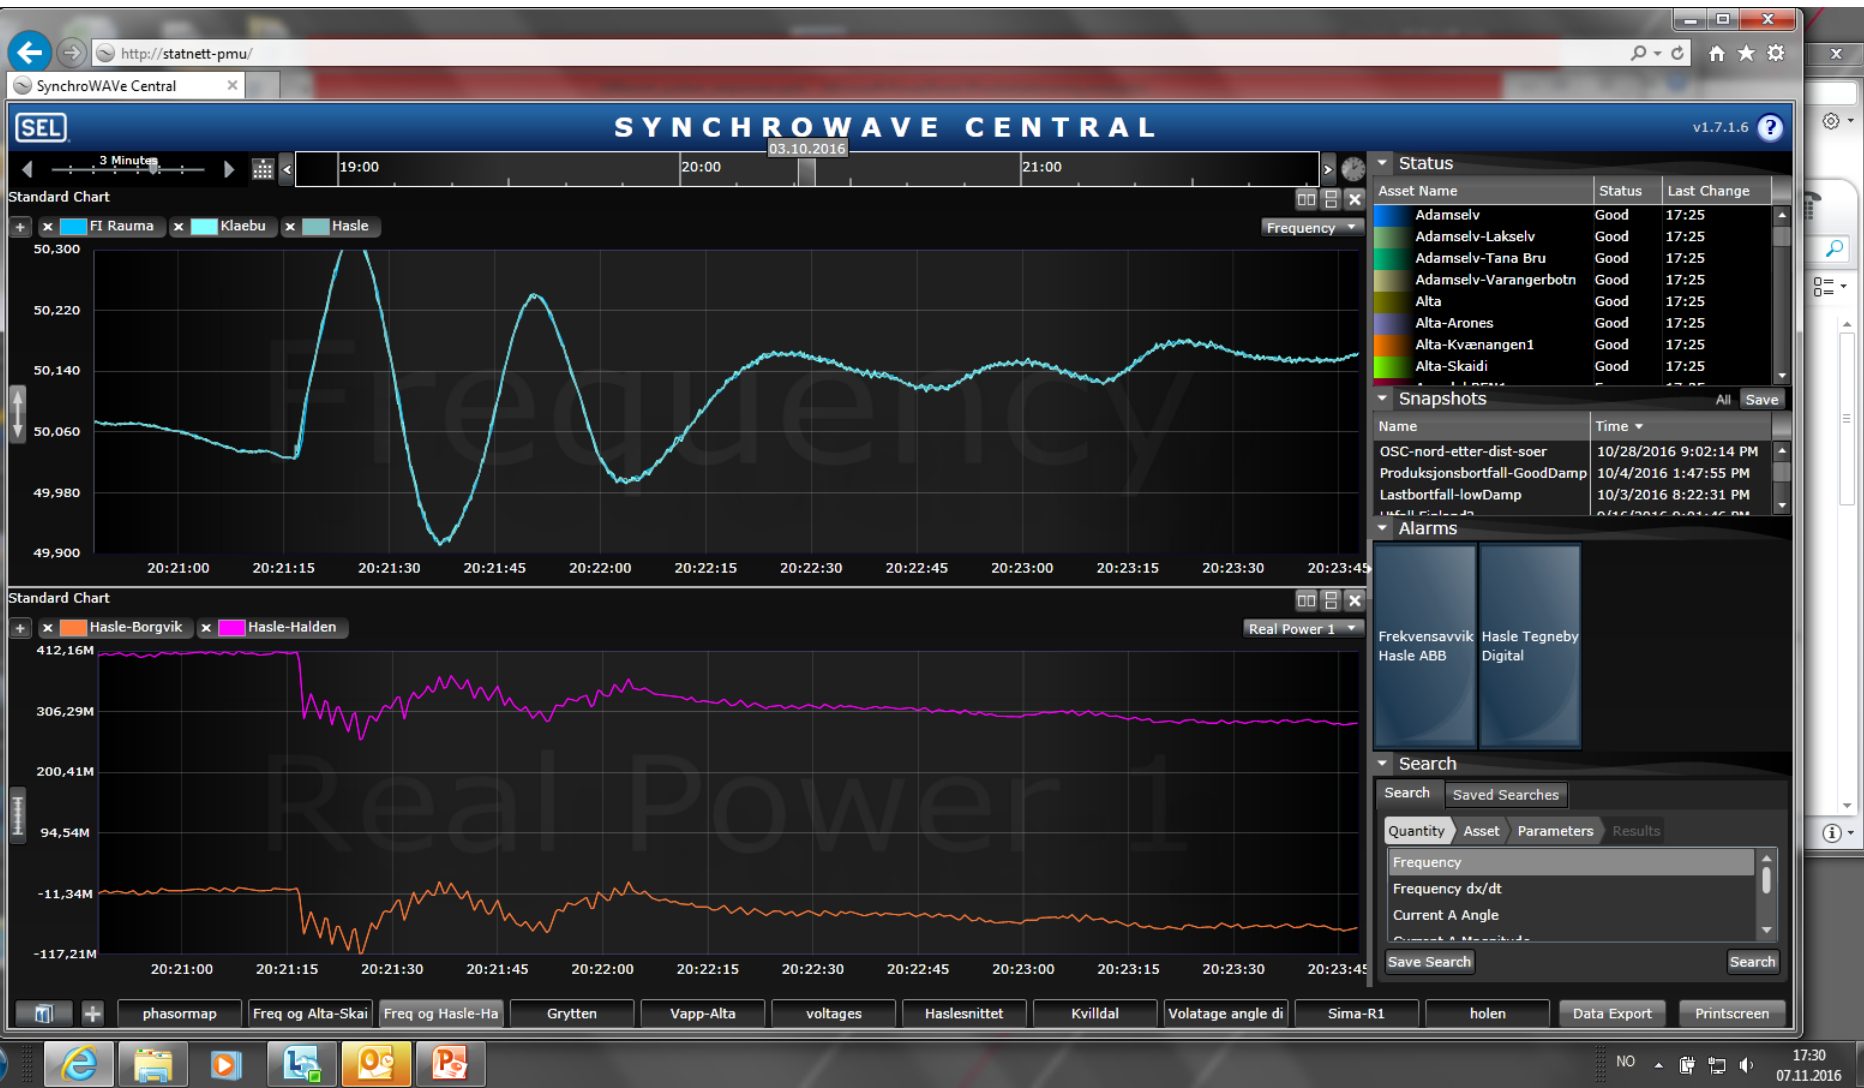 http://statnett-pmu/
SynchroWAVe Central
SEL
SYNCHROWAVE CENTRAL
v1.7.1.6
03.10.2016
3 Minutes
19:00
20:00
21:00
Standard Chart
FI Rauma
Klaebu
Hasle
Frequency
50,300
50,220
50,140
50,060
49,980
49,900
Frequency
20:21:00 20:21:15 20:21:30 20:21:45 20:22:00 20:22:15 20:22:30 20:22:45 20:23:00 20:23:15 20:23:30 20:23:45
Standard Chart
Hasle-Borgvik
Hasle-Halden
Real Power 1
412,16M
306,29M
200,41M
94,54M
-11,34M
-117,21M
Real Power 1
20:21:00 20:21:15 20:21:30 20:21:45 20:22:00 20:22:15 20:22:30 20:22:45 20:23:00 20:23:15 20:23:30 20:23:45
Status
Asset Name Status Last Change
Adamselv Good 17:25
Adamselv-Lakselv Good 17:25
Adamselv-Tana Bru Good 17:25
Adamselv-Varangerbotn Good 17:25
Alta Good 17:25
Alta-Arones Good 17:25
Alta-Kvænangen1 Good 17:25
Alta-Skaidi Good 17:25
Snapshots
All Save
Name Time
OSC-nord-etter-dist-soer 10/28/2016 9:02:14 PM
Produksjonsbortfall-GoodDamp 10/4/2016 1:47:55 PM
Lastbortfall-lowDamp 10/3/2016 8:22:31 PM
Alarms
Frekvensavvik
Hasle ABB
Hasle Tegneby
Digital
Search
Search Saved Searches
Quantity Asset Parameters Results
Frequency
Frequency dx/dt
Current A Angle
Save Search
Search
phasormap
Freq og Alta-Skai
Freq og Hasle-Ha
Grytten
Vapp-Alta
voltages
Haslesnittet
Kvilldal
Volatage angle di
Sima-R1
holen
Data Export
Printscreen
NO
17:30
07.11.2016